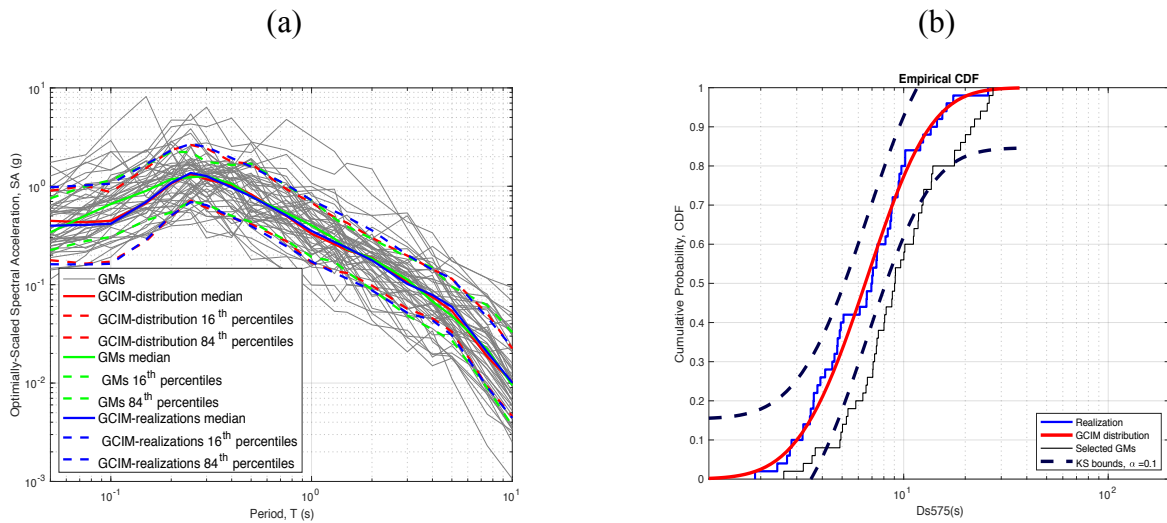 (a)
(b)
Optimially-Scaled Spectral Acceleration, SA (g)
10^1
10^0
10^-1
10^-2
10^-3
GMs
GCIM-distribution median
GCIM-distribution 16^th percentiles
GCIM-distribution 84^th percentiles
GMs median
GMs 16^th percentiles
GMs 84^th percentiles
GCIM-realizations median
GCIM-realizations 16^th percentiles
GCIM-realizations 84^th percentiles
10^-1
10^0
10^1
Period, T (s)
Empirical CDF
Cumulative Probability, CDF
1
0.9
0.8
0.7
0.6
0.5
0.4
0.3
0.2
0.1
0
Realization
GCIM distribution
Selected GMs
KS bounds, α =0.1
10^1
10^2
Ds575(s)